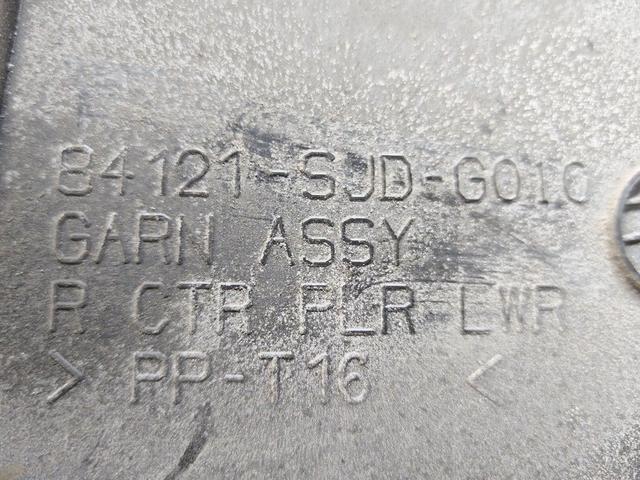 84121-SJD-G010
GARN ASSY
R CTR PLR LWR
> PP-T16 <